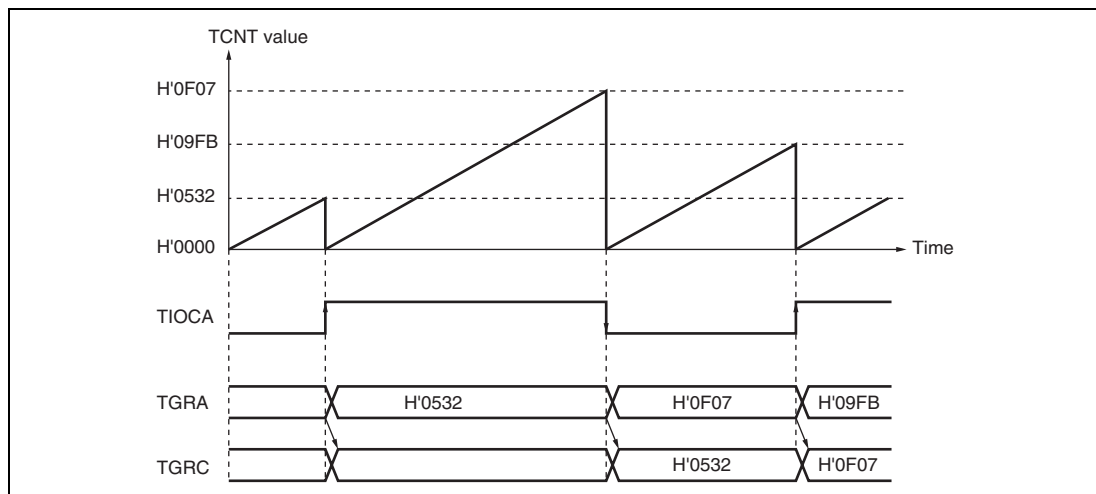 TCNT value
H'0F07
H'09FB
H'0532
H'0000
Time
TIOCA
TGRA
H'0532
H'0F07
H'09FB
TGRC
H'0532
H'0F07